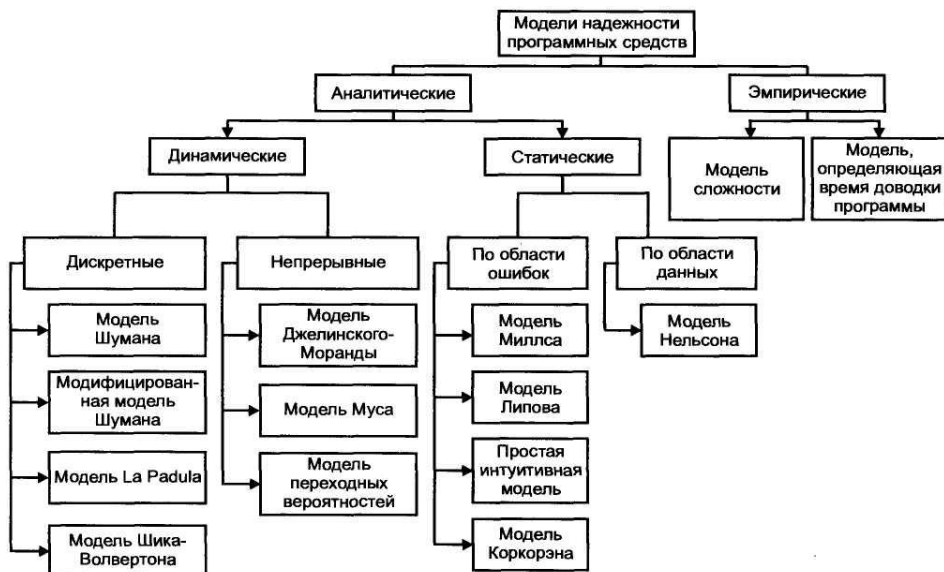 Модели надежности
программных средств
Аналитические
Эмпирические
Динамические
Статические
Модель
сложности
Модель,
определяющая
время доводки
программы
Дискретные
Непрерывные
По области
ошибок
По области
данных
Модель
Шумана
Модифицирован-
ная модель
Шумана
Модель La Padula
Модель Шика-
Волвертона
Модель
Джелинского-
Моранды
Модель Муса
Модель
переходных
вероятностей
Модель
Миллса
Модель
Липова
Простая
интуитивная
модель
Модель
Коркорэна
Модель
Нельсона